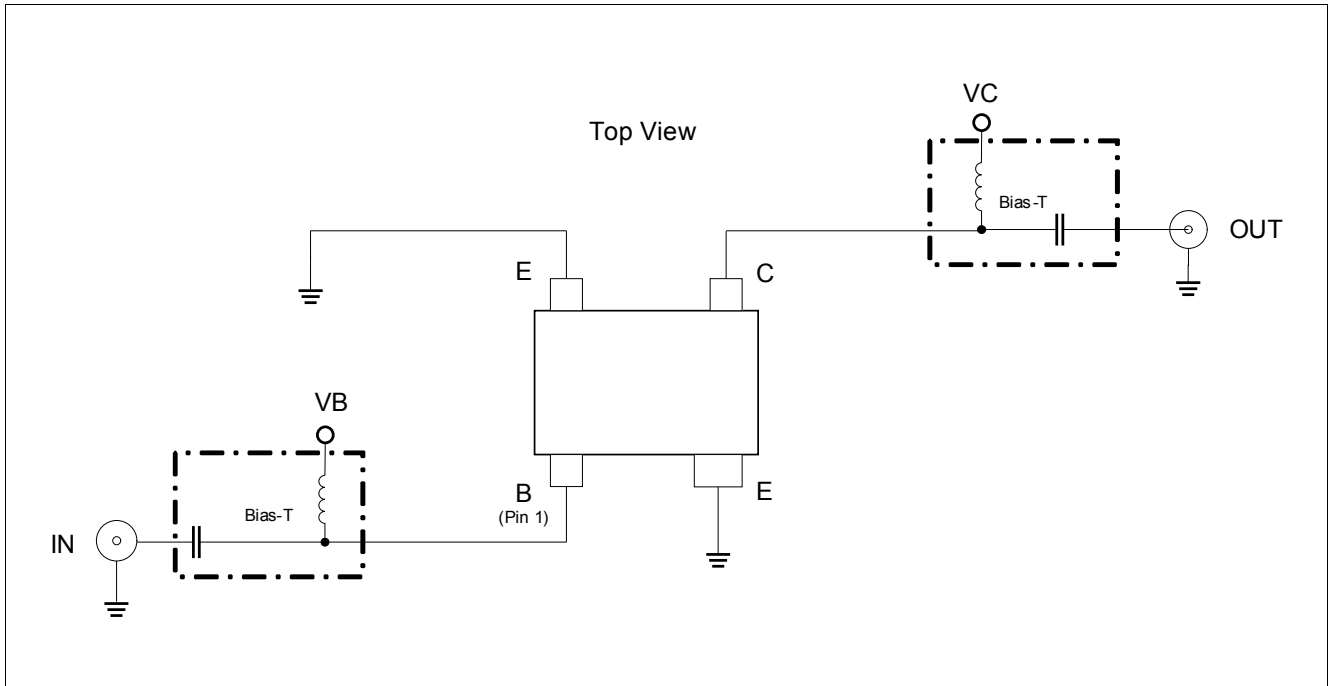 VC
Top View
Bias-T
OUT
E
C
VB
B
E
(Pin 1)
Bias-T
IN